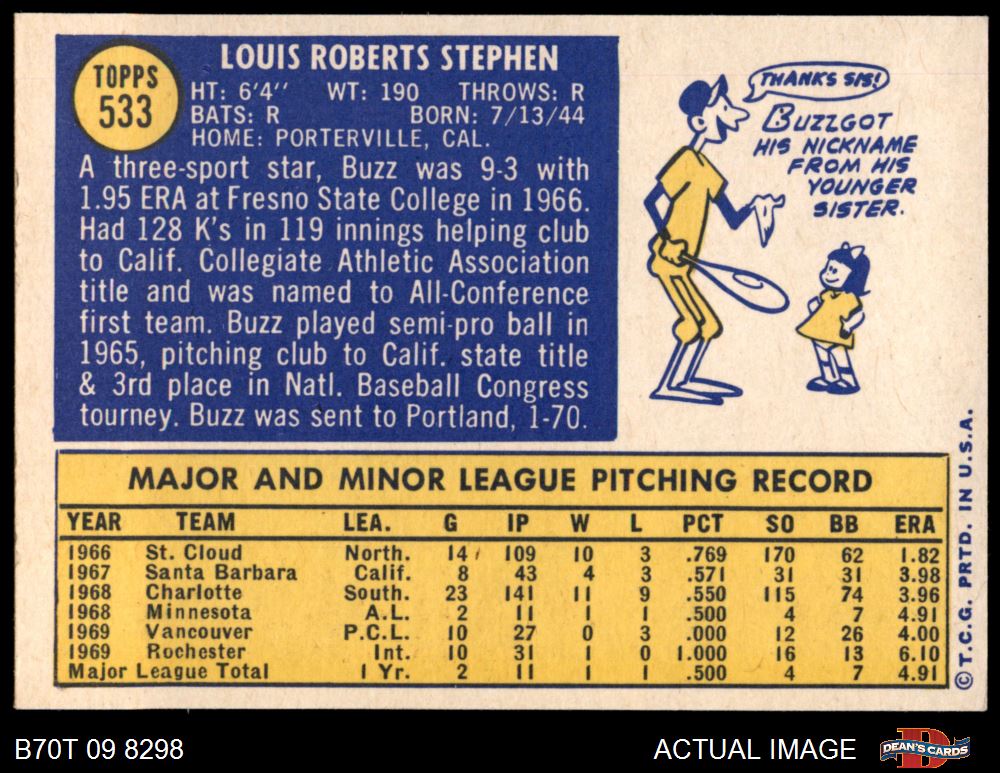 TOPPS
533
LOUIS ROBERTS STEPHEN
HT: 6'4" WT: 190 THROWS: R
BATS: R BORN: 7/13/44
HOME: PORTERVILLE, CAL.
A three-sport star, Buzz was 9-3 with
1.95 ERA at Fresno State College in 1966.
Had 128 K's in 119 innings helping club
to Calif. Collegiate Athletic Association
title and was named to All-Conference
first team. Buzz played semi-pro ball in
1965, pitching club to Calif. state title
& 3rd place in Natl. Baseball Congress
tourney. Buzz was sent to Portland, 1-70.
THANKS SIS!
BUZZ GOT
HIS NICKNAME
FROM HIS
YOUNGER
SISTER.
MAJOR AND MINOR LEAGUE PITCHING RECORD
YEAR TEAM LEA. G IP W L PCT SO BB ERA
1966 St. Cloud North. 14 109 10 3 .769 170 62 1.82
1967 Santa Barbara Calif. 8 43 4 3 .571 31 31 3.98
1968 Charlotte South. 23 141 11 9 .550 115 74 3.96
1968 Minnesota A.L. 2 11 1 1 .500 4 7 4.91
1969 Vancouver P.C.L. 10 27 0 3 .000 12 26 4.00
1969 Rochester Int. 10 31 1 0 1.000 16 13 6.10
Major League Total 1 Yr. 2 11 1 1 .500 4 7 4.91
© T.C.G. PRTD. IN U.S.A.
B70T 09 8298
ACTUAL IMAGE
DEAN'S CARDS